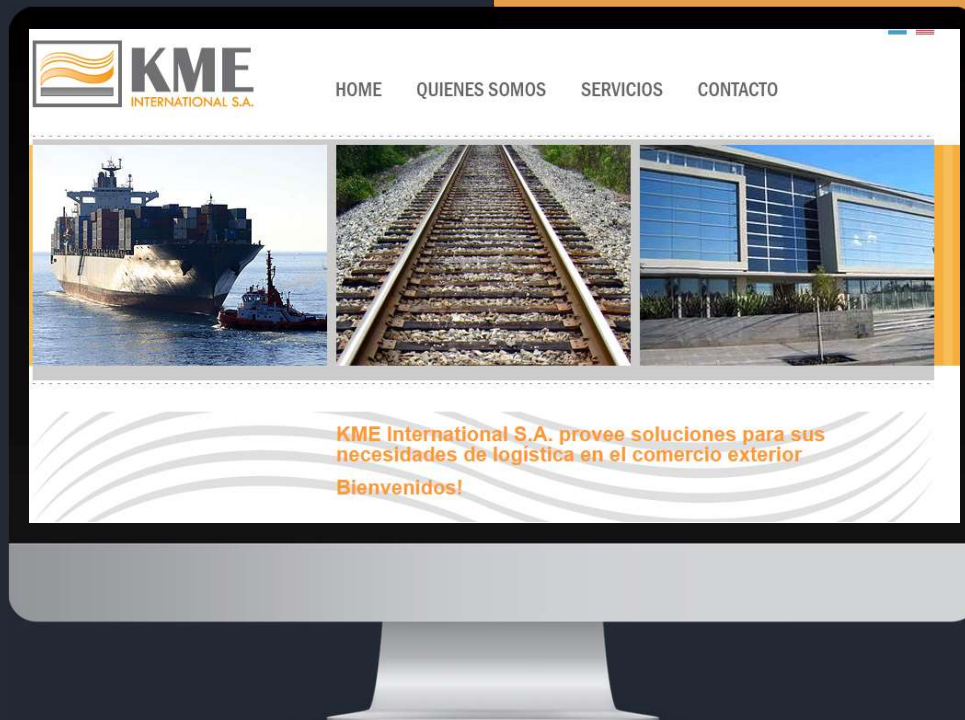 KME
INTERNATIONAL S.A.
HOME QUIENES SOMOS SERVICIOS CONTACTO
KME International S.A. provee soluciones para sus
necesidades de logística en el comercio exterior
Bienvenidos!